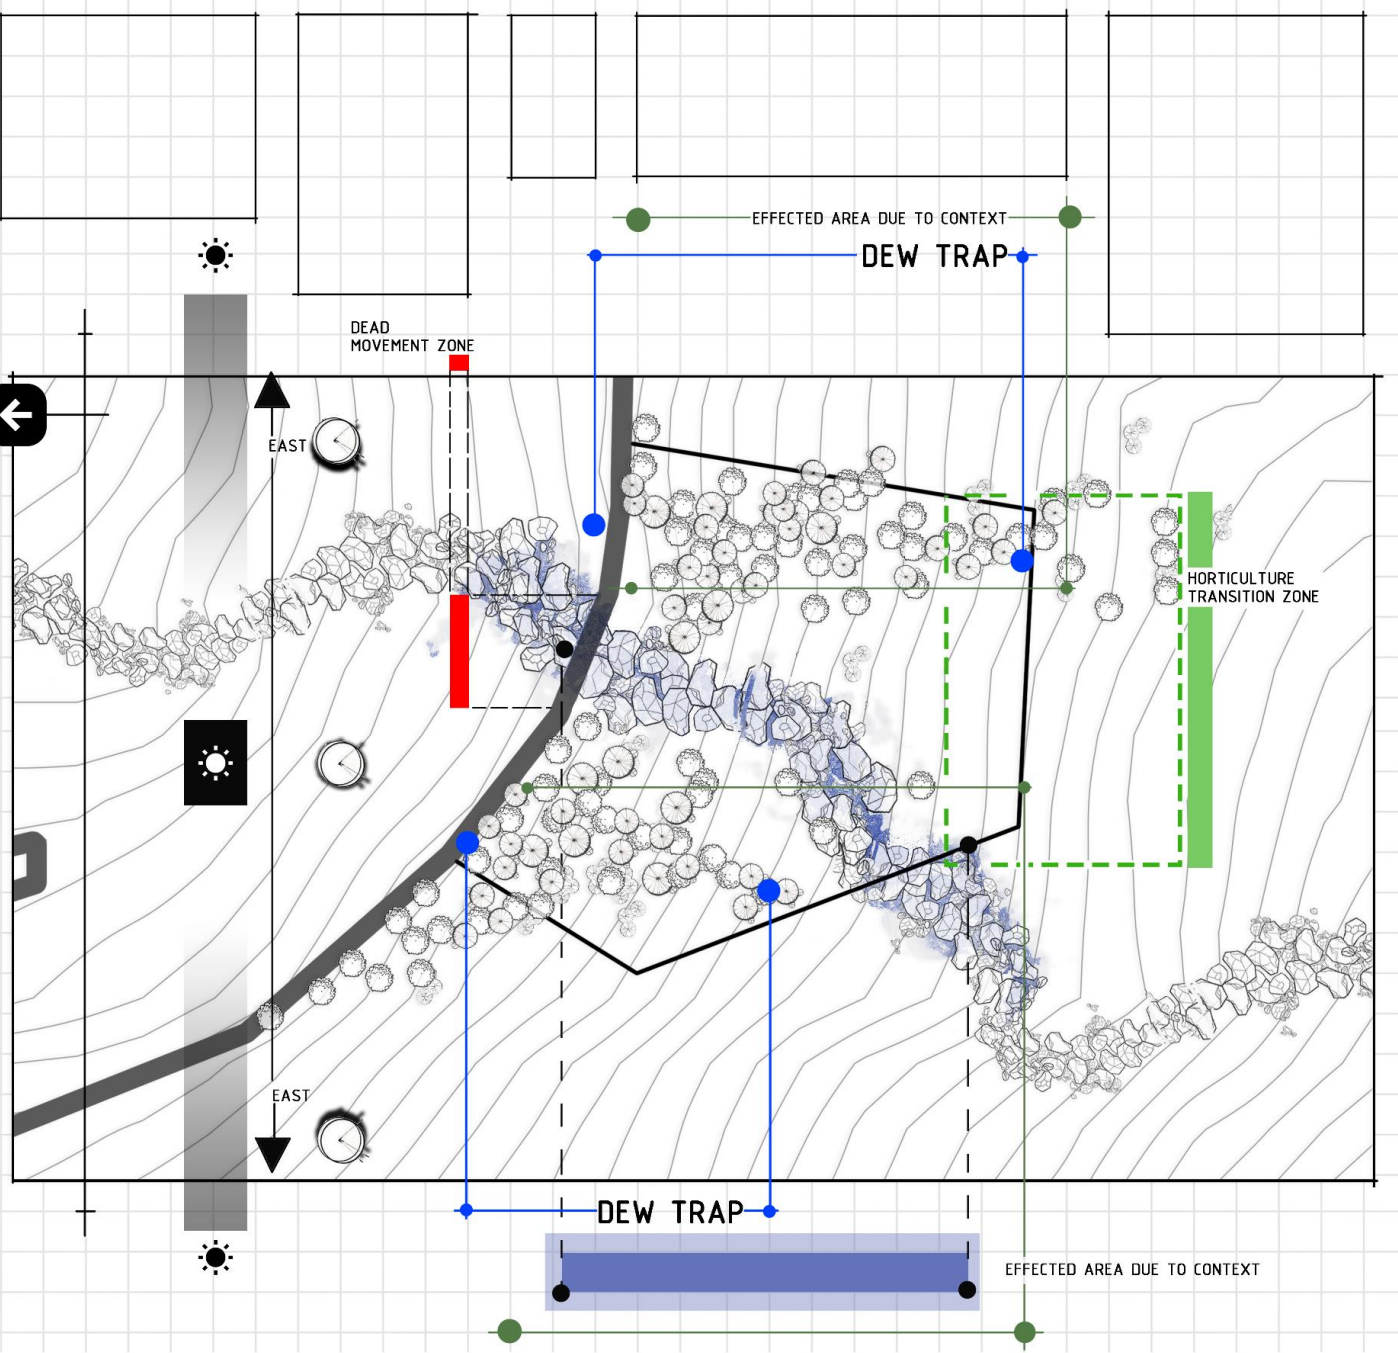 EFFECTED AREA DUE TO CONTEXT
DEW TRAP
DEAD
MOVEMENT ZONE
EAST
HORTICULTURE
TRANSITION ZONE
EAST
DEW TRAP
EFFECTED AREA DUE TO CONTEXT